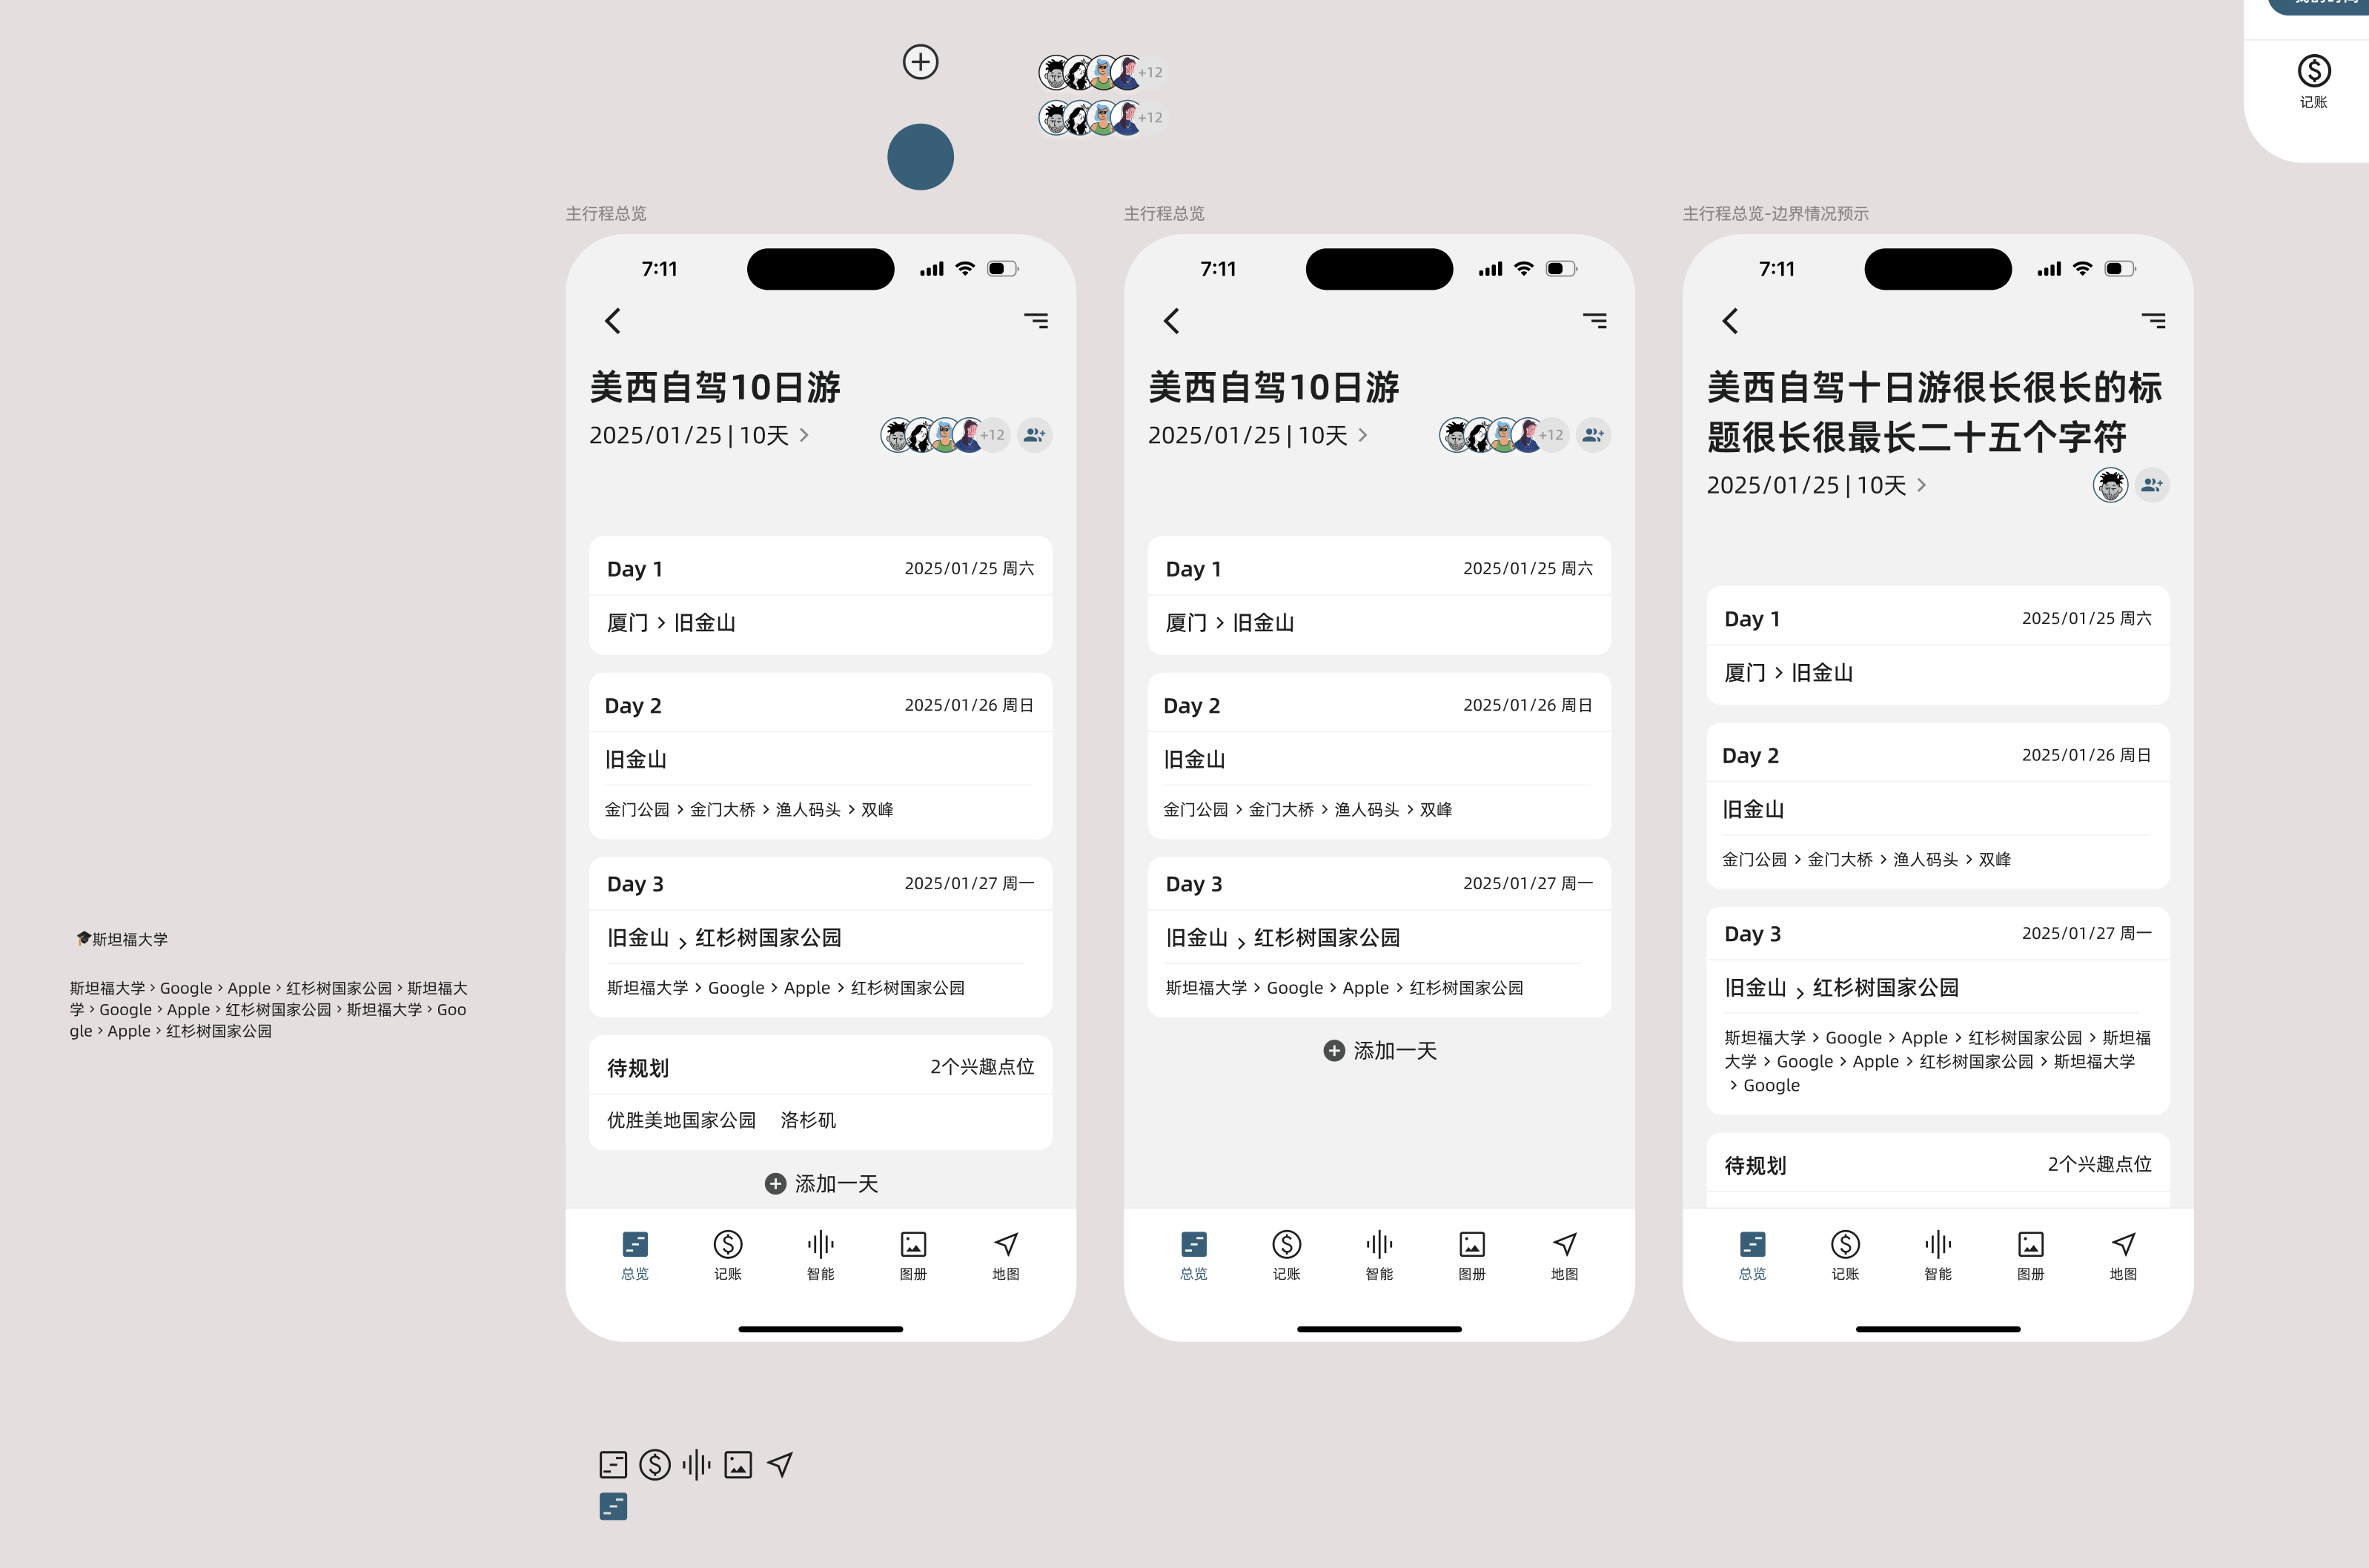 记账
+12
+12
主行程总览
7:11
美西自驾10日游
2025/01/25 | 10天
+12
Day 1
2025/01/25 周六
厦门 › 旧金山
Day 2
2025/01/26 周日
旧金山
金门公园 › 金门大桥 › 渔人码头 › 双峰
Day 3
2025/01/27 周一
旧金山 › 红杉树国家公园
斯坦福大学 › Google › Apple › 红杉树国家公园
待规划
2个兴趣点位
优胜美地国家公园 洛杉矶
添加一天
总览
记账
智能
图册
地图
主行程总览
7:11
美西自驾10日游
2025/01/25 | 10天
+12
Day 1
2025/01/25 周六
厦门 › 旧金山
Day 2
2025/01/26 周日
旧金山
金门公园 › 金门大桥 › 渔人码头 › 双峰
Day 3
2025/01/27 周一
旧金山 › 红杉树国家公园
斯坦福大学 › Google › Apple › 红杉树国家公园
添加一天
总览
记账
智能
图册
地图
主行程总览-边界情况预示
7:11
美西自驾十日游很长很长的标
题很长很最长二十五个字符
2025/01/25 | 10天
Day 1
2025/01/25 周六
厦门 › 旧金山
Day 2
2025/01/26 周日
旧金山
金门公园 › 金门大桥 › 渔人码头 › 双峰
Day 3
2025/01/27 周一
旧金山 › 红杉树国家公园
斯坦福大学 › Google › Apple › 红杉树国家公园 › 斯坦福
大学 › Google › Apple › 红杉树国家公园 › 斯坦福大学
› Google
待规划
2个兴趣点位
总览
记账
智能
图册
地图
🎓斯坦福大学
斯坦福大学 › Google › Apple › 红杉树国家公园 › 斯坦福大
学 › Google › Apple › 红杉树国家公园 › 斯坦福大学 › Goo
gle › Apple › 红杉树国家公园